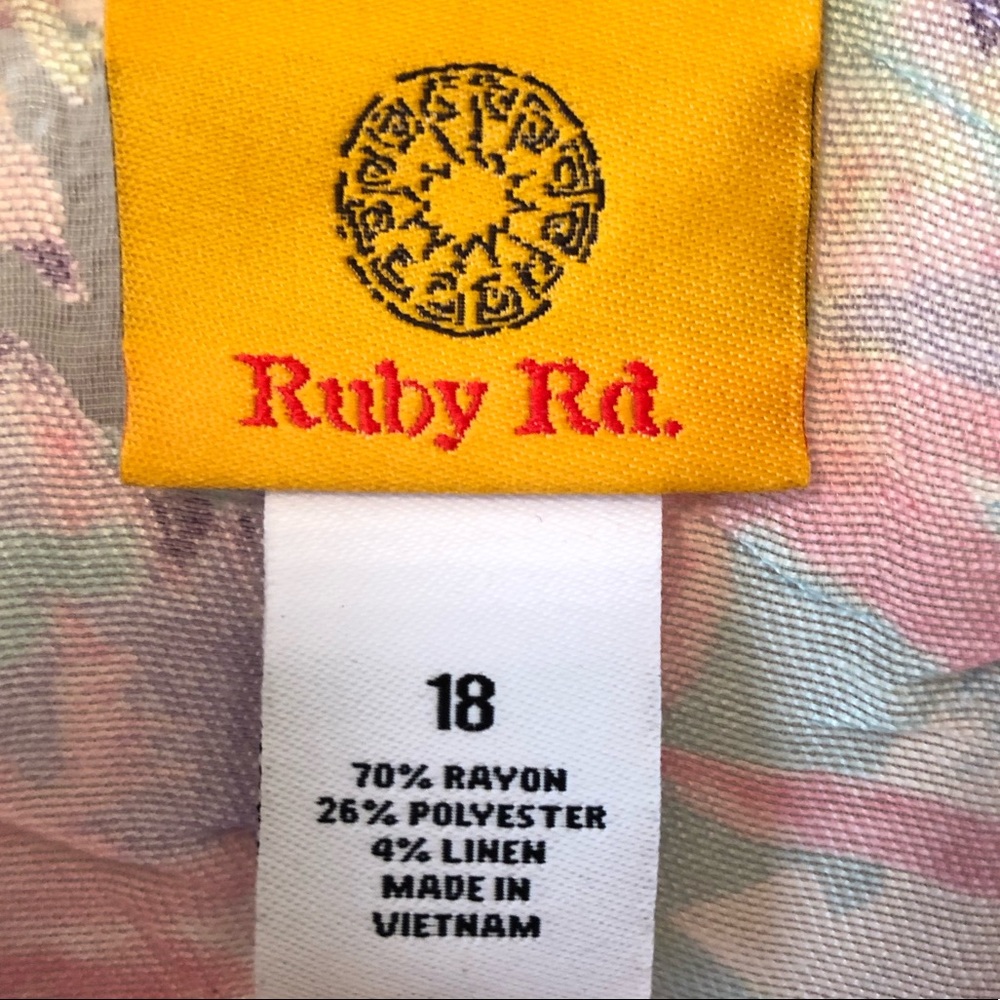 Ruby Rd.
18
70% RAYON
26% POLYESTER
4% LINEN
MADE IN
VIETNAM